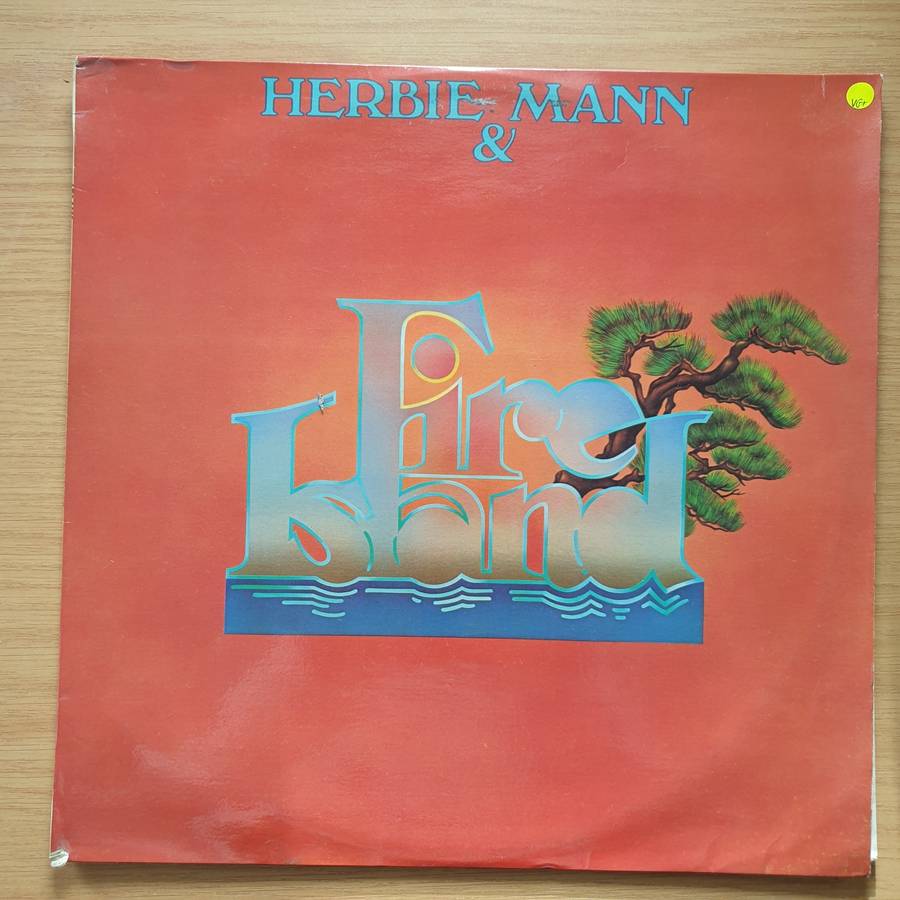 HERBIE MANN
&
Fire
Island
VG+